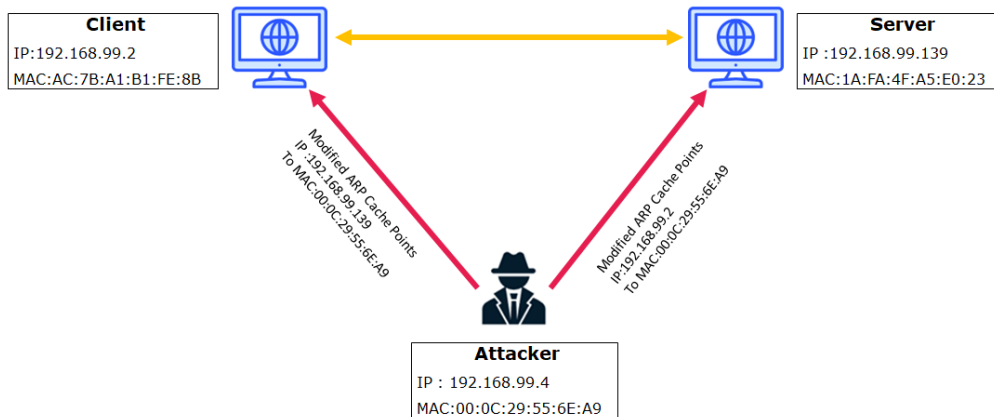 Client
IP:192.168.99.2
MAC:AC:7B:A1:B1:FE:8B
Server
IP :192.168.99.139
MAC:1A:FA:4F:A5:E0:23
Modified ARP Cache Points
IP :192.168.99.139
To MAC:00:0C:29:55:6E:A9
Modified ARP Cache Points
IP:192.168.99.2
To MAC:00:0C:29:55:6E:A9
Attacker
IP : 192.168.99.4
MAC:00:0C:29:55:6E:A9